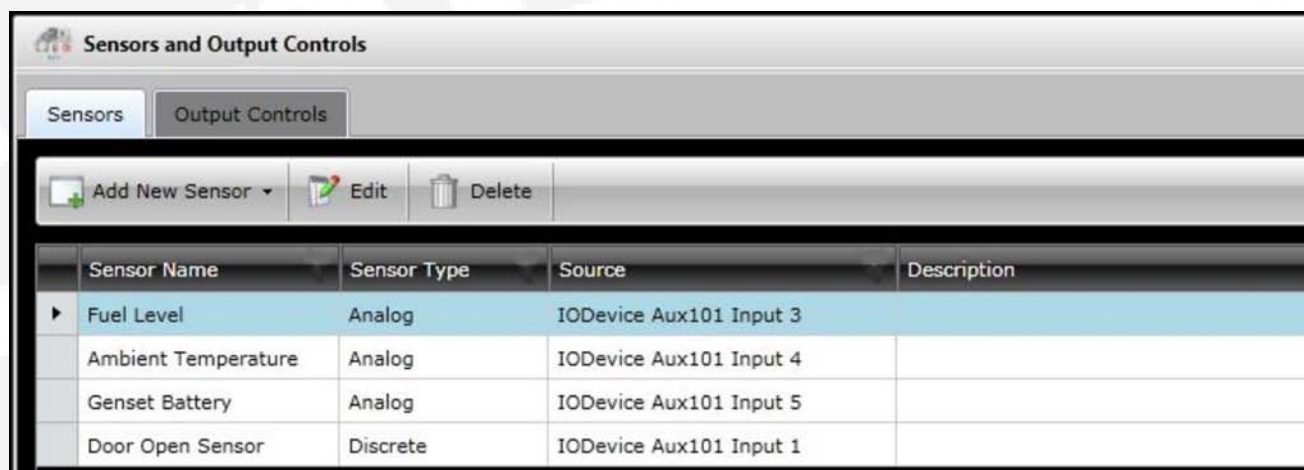 Sensors and Output Controls
Sensors Output Controls
Add New Sensor Edit Delete
Sensor Name Sensor Type Source Description
Fuel Level Analog IODevice Aux101 Input 3
Ambient Temperature Analog IODevice Aux101 Input 4
Genset Battery Analog IODevice Aux101 Input 5
Door Open Sensor Discrete IODevice Aux101 Input 1